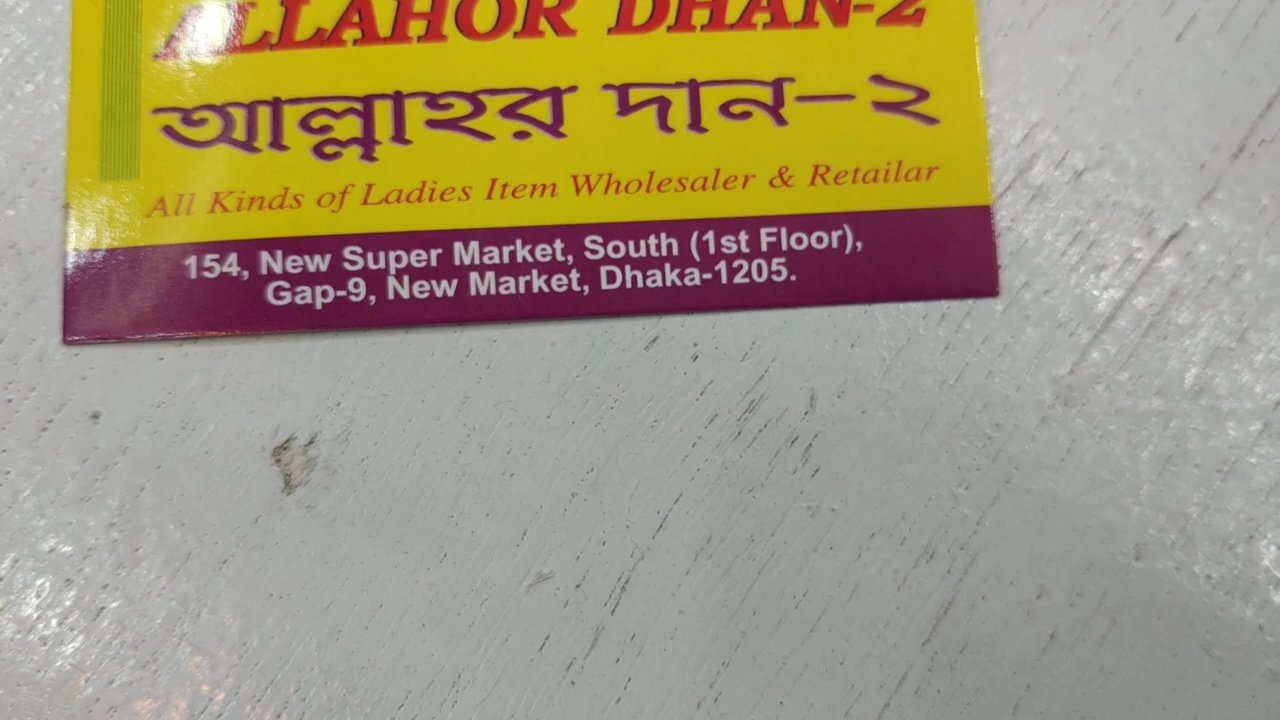 ALLAHOR DHAN-2
আল্লাহর দান-২
All Kinds of Ladies Item Wholesaler & Retailar
154, New Super Market, South (1st Floor),
Gap-9, New Market, Dhaka-1205.